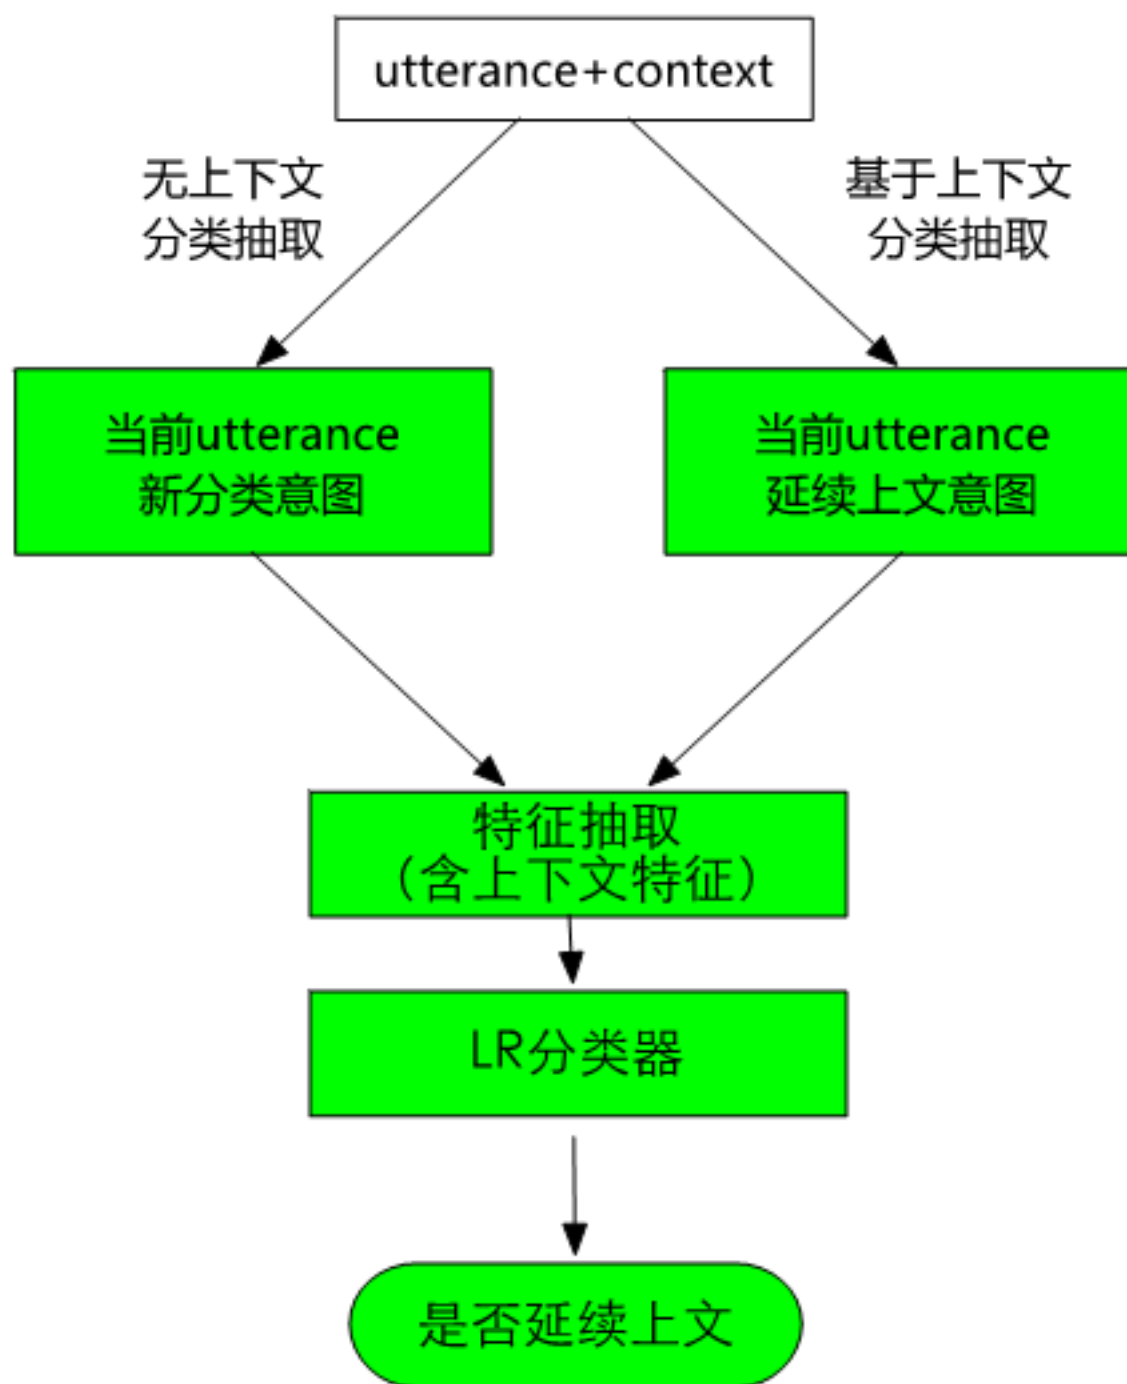 utterance+context
无上下文
分类抽取
基于上下文
分类抽取
当前utterance
新分类意图
当前utterance
延续上文意图
特征抽取
（含上下文特征）
LR分类器
是否延续上文